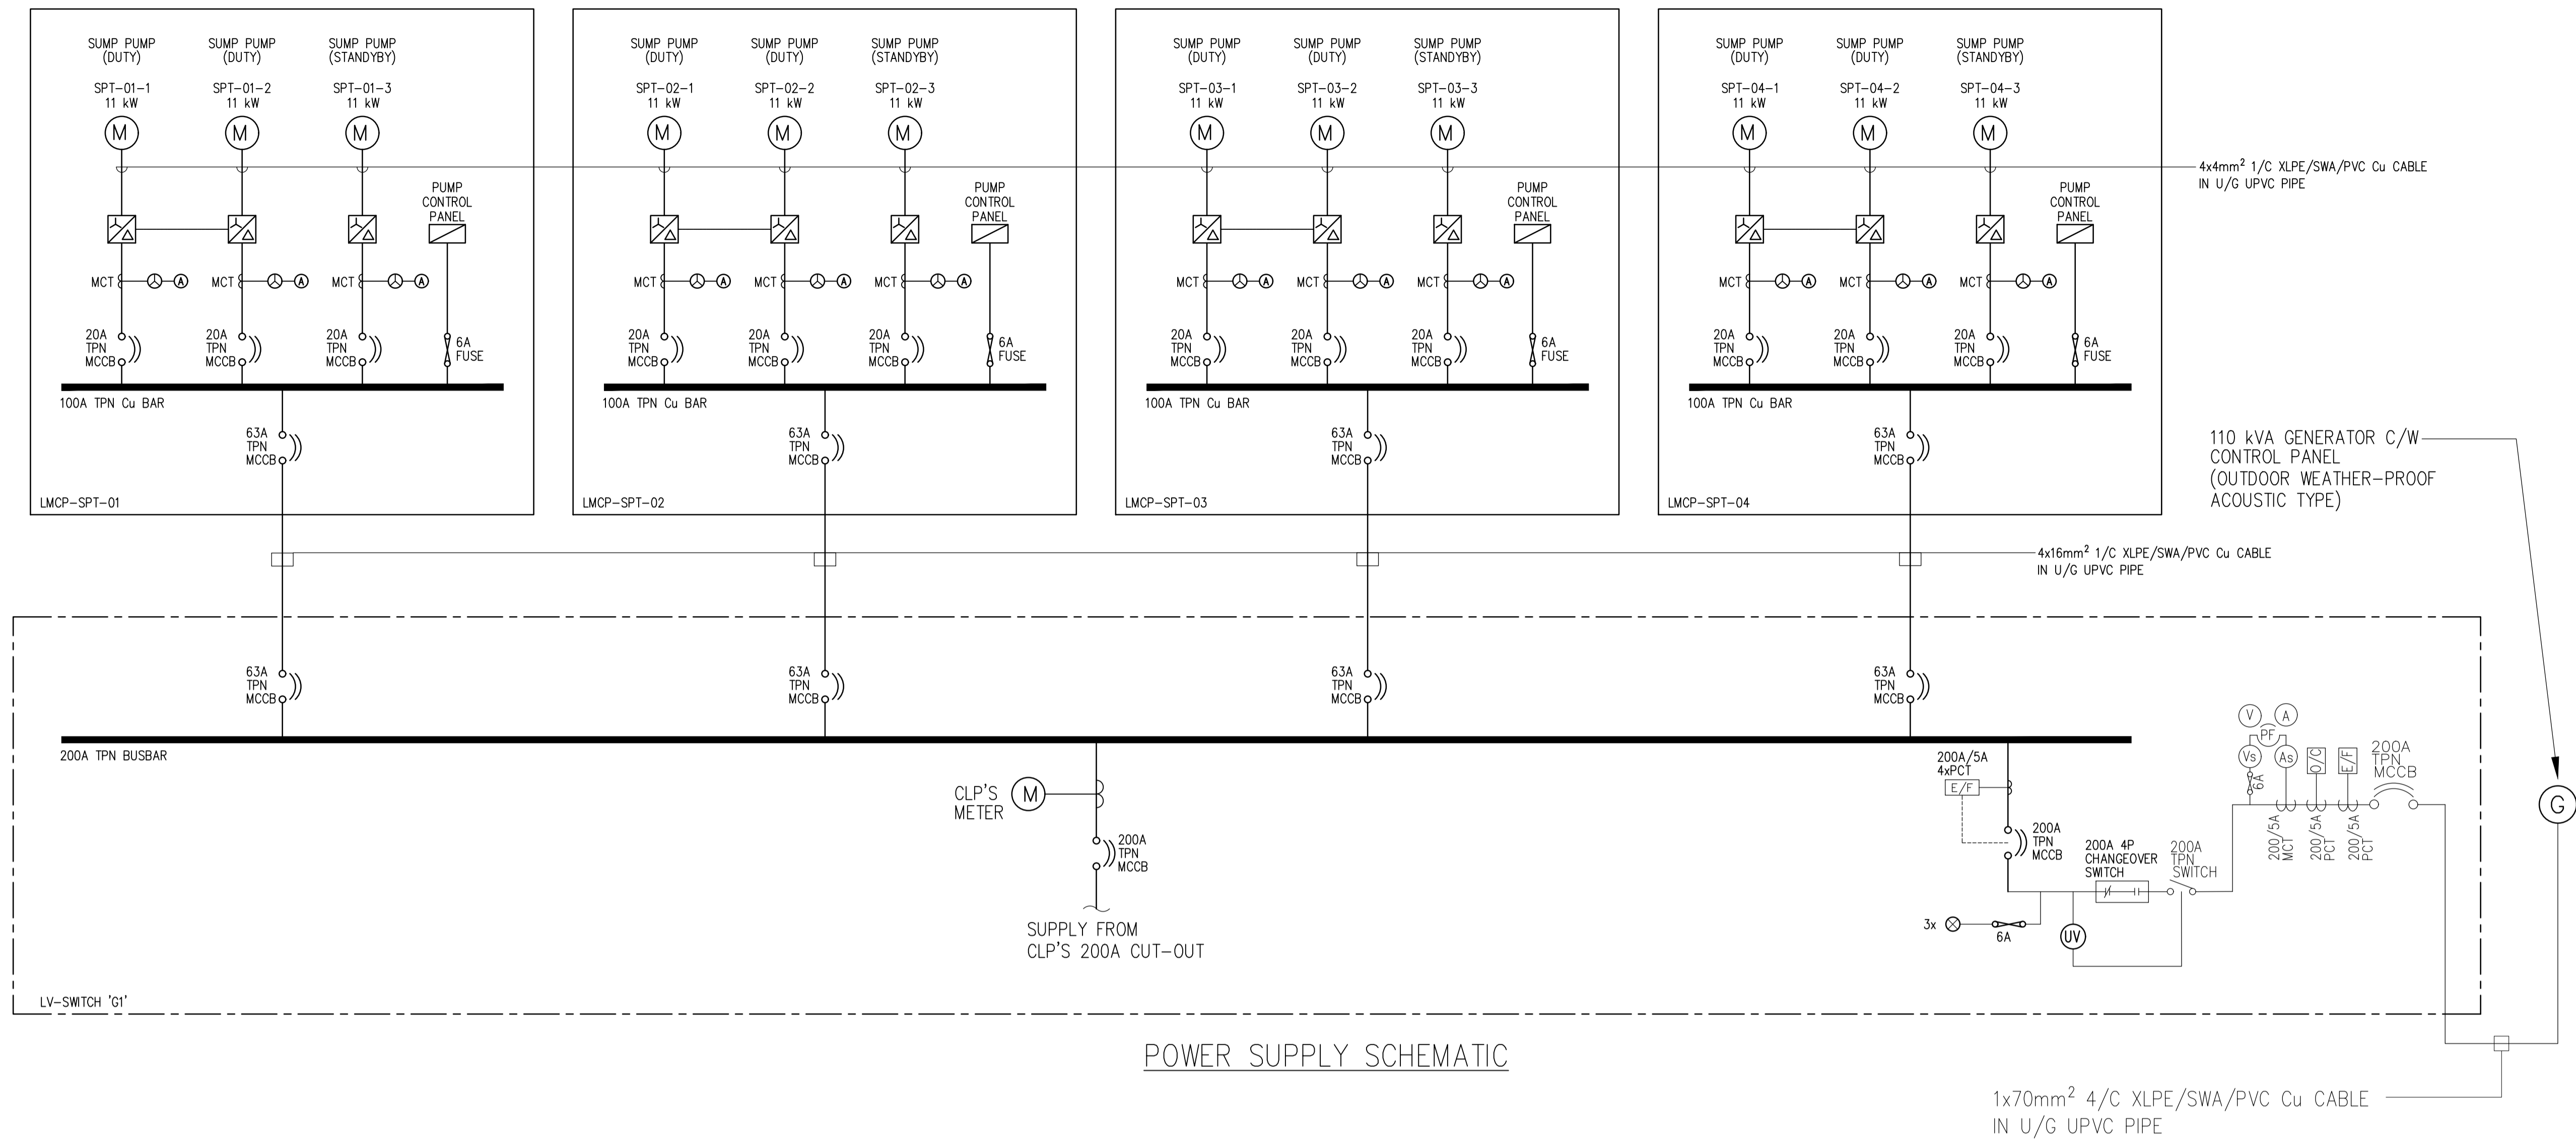 SUMP PUMP
(DUTY)
SPT-01-1
11 kW
M
SUMP PUMP
(DUTY)
SPT-01-2
11 kW
M
SUMP PUMP
(STANDYBY)
SPT-01-3
11 kW
M
PUMP
CONTROL
PANEL
MCT
A
MCT
A
MCT
A
20A
TPN
MCCB
20A
TPN
MCCB
20A
TPN
MCCB
6A
FUSE
100A TPN Cu BAR
63A
TPN
MCCB
LMCP-SPT-01
SUMP PUMP
(DUTY)
SPT-02-1
11 kW
M
SUMP PUMP
(DUTY)
SPT-02-2
11 kW
M
SUMP PUMP
(STANDYBY)
SPT-02-3
11 kW
M
PUMP
CONTROL
PANEL
MCT
A
MCT
A
MCT
A
20A
TPN
MCCB
20A
TPN
MCCB
20A
TPN
MCCB
6A
FUSE
100A TPN Cu BAR
63A
TPN
MCCB
LMCP-SPT-02
SUMP PUMP
(DUTY)
SPT-03-1
11 kW
M
SUMP PUMP
(DUTY)
SPT-03-2
11 kW
M
SUMP PUMP
(STANDYBY)
SPT-03-3
11 kW
M
PUMP
CONTROL
PANEL
MCT
A
MCT
A
MCT
A
20A
TPN
MCCB
20A
TPN
MCCB
20A
TPN
MCCB
6A
FUSE
100A TPN Cu BAR
63A
TPN
MCCB
LMCP-SPT-03
SUMP PUMP
(DUTY)
SPT-04-1
11 kW
M
SUMP PUMP
(DUTY)
SPT-04-2
11 kW
M
SUMP PUMP
(STANDYBY)
SPT-04-3
11 kW
M
PUMP
CONTROL
PANEL
MCT
A
MCT
A
MCT
A
20A
TPN
MCCB
20A
TPN
MCCB
20A
TPN
MCCB
6A
FUSE
100A TPN Cu BAR
63A
TPN
MCCB
LMCP-SPT-04
4x4mm² 1/C XLPE/SWA/PVC Cu CABLE
IN U/G UPVC PIPE
110 kVA GENERATOR C/W
CONTROL PANEL
(OUTDOOR WEATHER-PROOF
ACOUSTIC TYPE)
4x16mm² 1/C XLPE/SWA/PVC Cu CABLE
IN U/G UPVC PIPE
63A
TPN
MCCB
63A
TPN
MCCB
63A
TPN
MCCB
63A
TPN
MCCB
200A TPN BUSBAR
CLP'S
METER
M
200A
TPN
MCCB
SUPPLY FROM
CLP'S 200A CUT-OUT
200A/5A
4xPCT
E/F
200A
TPN
MCCB
3x
6A
UV
200A 4P
CHANGEOVER
SWITCH
200A
TPN
SWITCH
V
A
PF
Vs
As
6A
O/C
E/F
200/5A
MCT
200/5A
PCT
200/5A
PCT
200A
TPN
MCCB
G
LV-SWITCH 'G1'
POWER SUPPLY SCHEMATIC
1x70mm² 4/C XLPE/SWA/PVC Cu CABLE
IN U/G UPVC PIPE